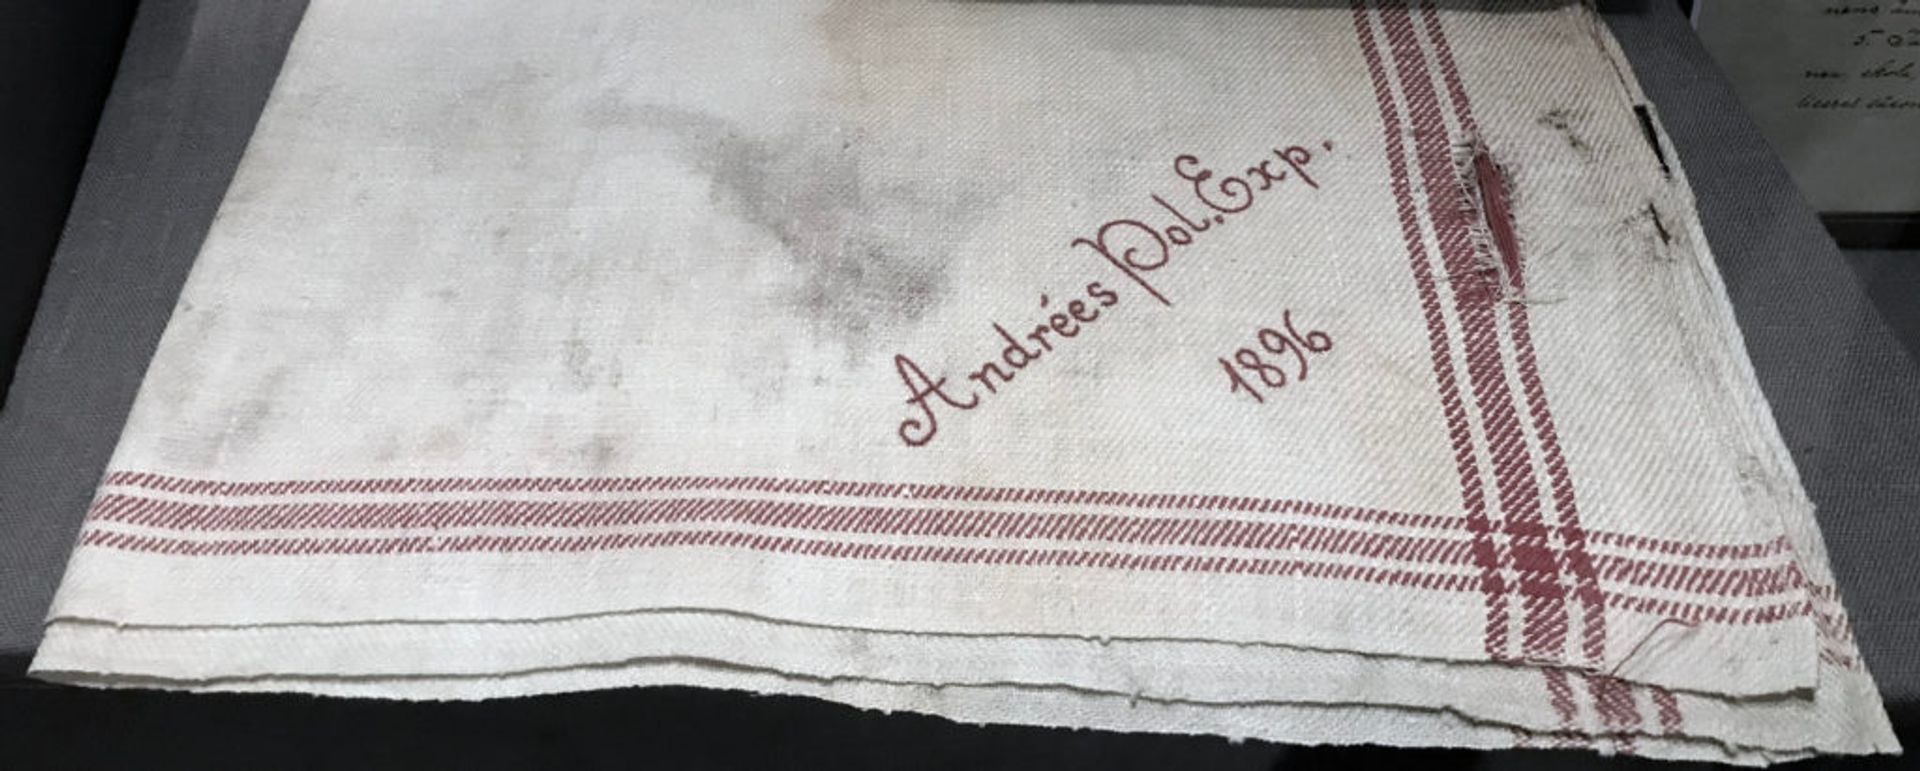 Andrées Pol. Exp.
1896